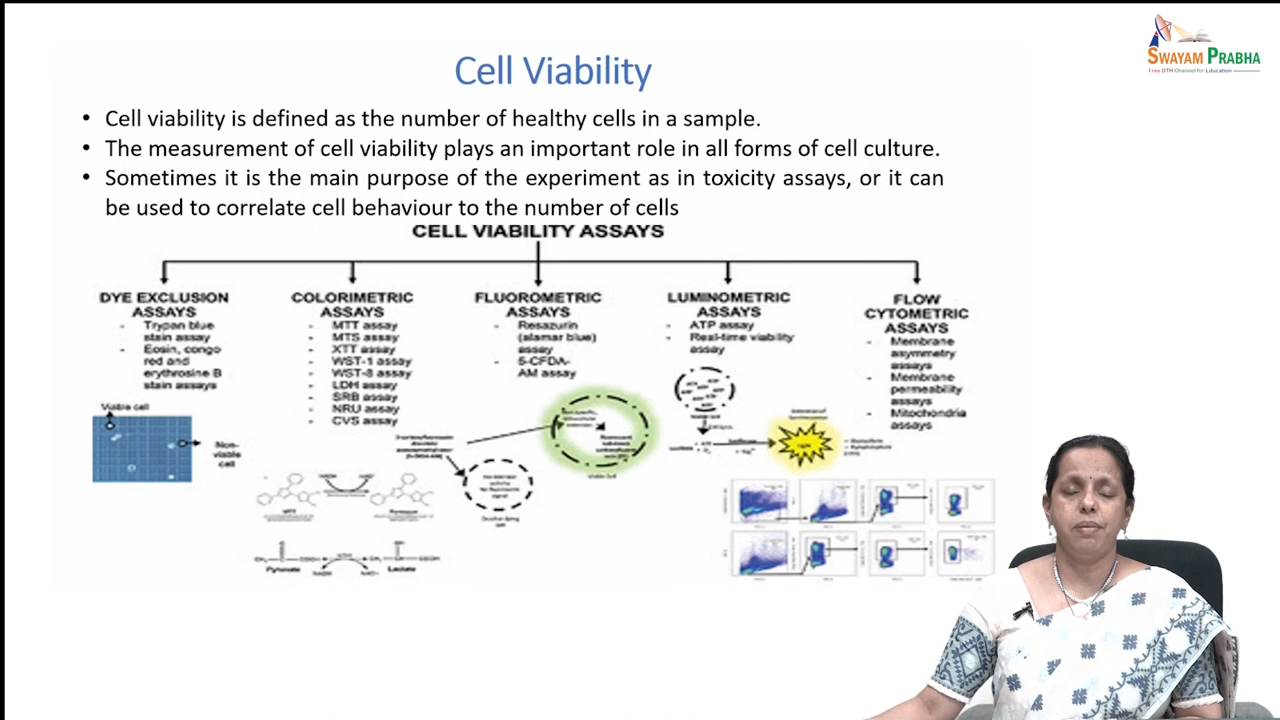 SWAYAM PRABHA
Free DTH Channel for Education
Cell Viability
• Cell viability is defined as the number of healthy cells in a sample.
• The measurement of cell viability plays an important role in all forms of cell culture.
• Sometimes it is the main purpose of the experiment as in toxicity assays, or it can
be used to correlate cell behaviour to the number of cells
CELL VIABILITY ASSAYS
DYE EXCLUSION
ASSAYS
- Trypan blue
stain assay
- Eosin, congo
red and
erythrosine B
stain assays
Viable cell
Non-
viable
cell
COLORIMETRIC
ASSAYS
- MTT assay
- MTS assay
- XTT assay
- WST-1 assay
- WST-8 assay
- LDH assay
- SRB assay
- NRU assay
- CVS assay
Pyruvate
Lactate
FLUOROMETRIC
ASSAYS
- Resazurin
(alamar blue)
assay
- 5-CFDA-
AM assay
LUMINOMETRIC
ASSAYS
- ATP assay
- Real-time viability
assay
FLOW
CYTOMETRIC
ASSAYS
- Membrane
asymmetry
assays
- Membrane
permeability
assays
- Mitochondria
assays